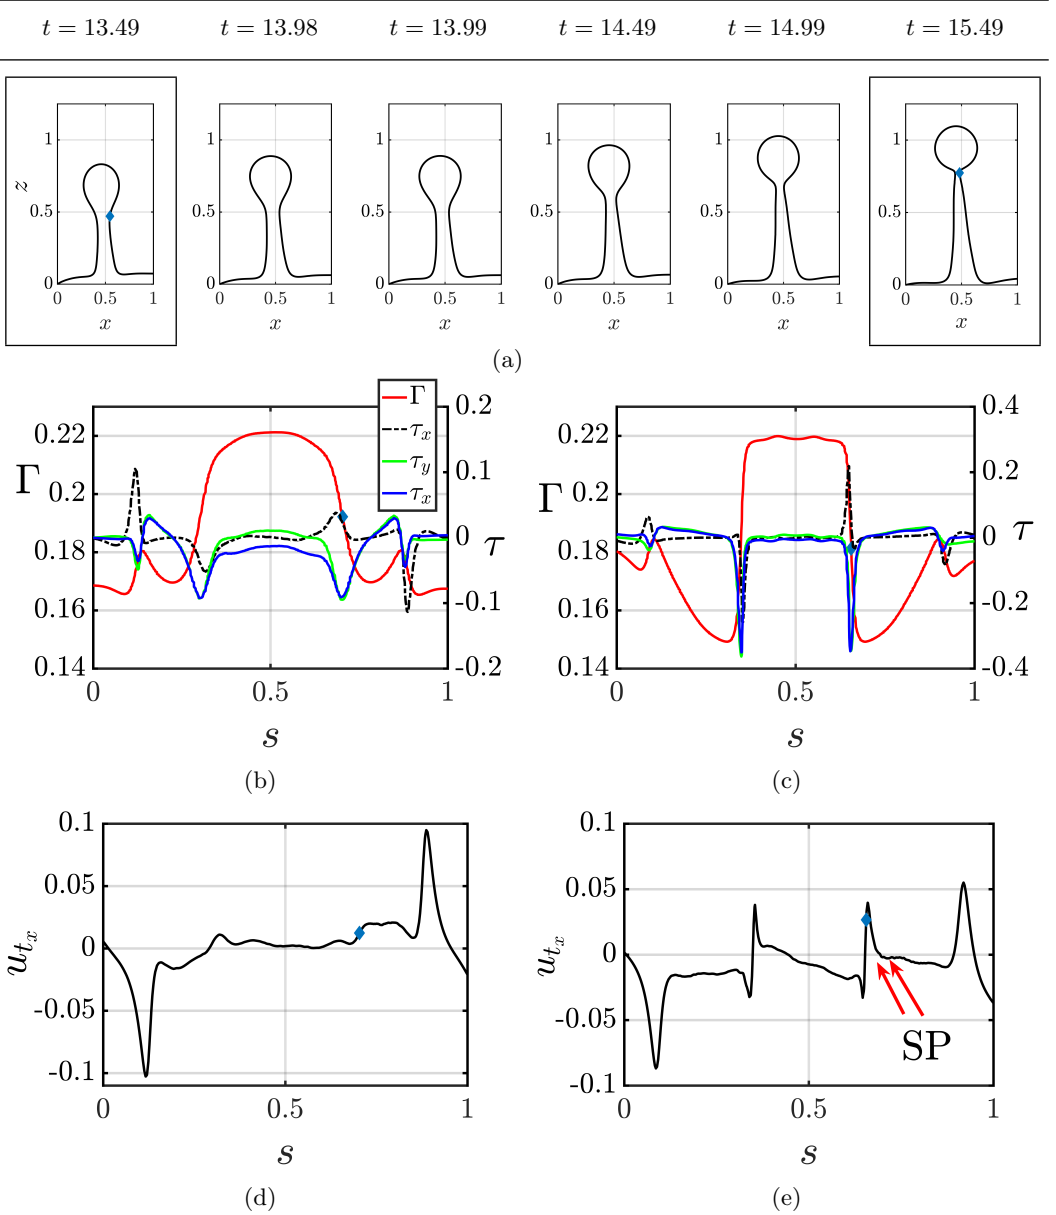 t = 13.49 t = 13.98 t = 13.99 t = 14.49 t = 14.99 t = 15.49
1 1 1 1 1 1
z
0.5 0.5 0.5 0.5 0.5 0.5
0 0 0 0 0 0
0 0.5 1 0 0.5 1 0 0.5 1 0 0.5 1 0 0.5 1 0 0.5 1
x x x x x x
(a)
Γ
τx
τy
τx
0.22 0.2 0.18 0.16 0.14
Γ
0.2 0.1 0 -0.1 -0.2
τ
0 0.5 1
s
(b)
0.22 0.2 0.18 0.16 0.14
Γ
0.4 0.2 0 -0.2 -0.4
τ
0 0.5 1
s
(c)
0.1 0.05 0 -0.05 -0.1
utx
0 0.5 1
s
(d)
0.1 0.05 0 -0.05 -0.1
utx
SP
0 0.5 1
s
(e)